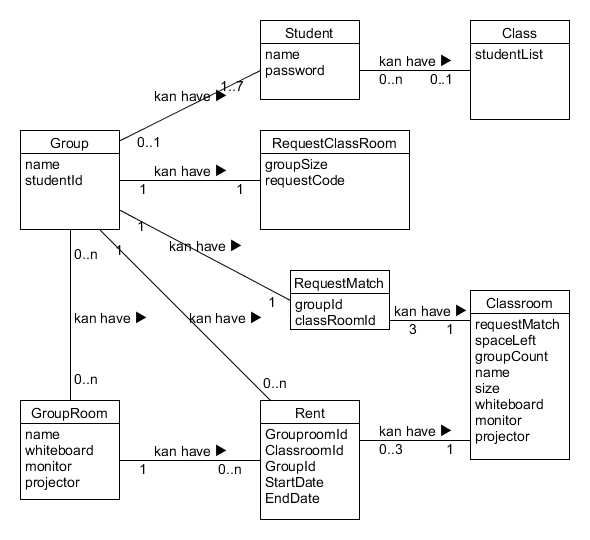 Student
name
password
Class
studentList
kan have ▶
0..n
0..1
kan have ▶
1..7
0..1
Group
name
studentId
RequestClassRoom
groupSize
requestCode
kan have ▶
1
1
1
kan have ▶
1
RequestMatch
groupId
classRoomId
0..n
1
kan have ▶
kan have ▶
0..n
0..n
kan have ▶
3
1
Classroom
requestMatch
spaceLeft
groupCount
name
size
whiteboard
monitor
projector
GroupRoom
name
whiteboard
monitor
projector
kan have ▶
1
0..n
Rent
GrouproomId
ClassroomId
GroupId
StartDate
EndDate
kan have ▶
0..3
1